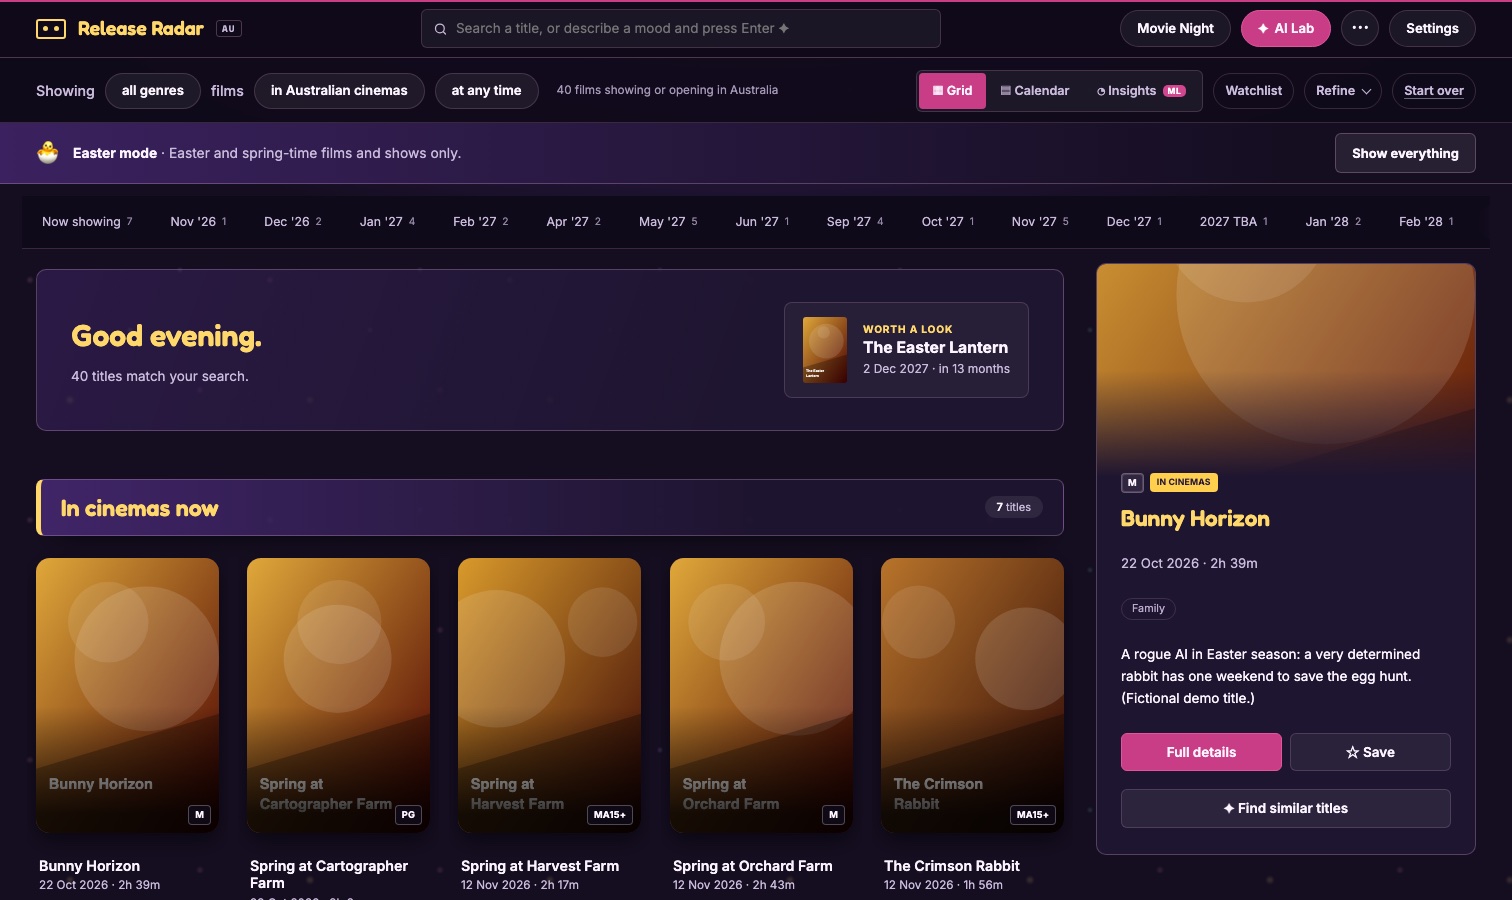 Release Radar AU
Search a title, or describe a mood and press Enter ✦
Movie Night
✦ AI Lab
···
Settings
Showing all genres films in Australian cinemas at any time
40 films showing or opening in Australia
Grid
Calendar
Insights ML
Watchlist
Refine
Start over
Easter mode · Easter and spring-time films and shows only.
Show everything
Now showing 7
Nov '26 1
Dec '26 2
Jan '27 4
Feb '27 2
Apr '27 2
May '27 5
Jun '27 1
Sep '27 4
Oct '27 1
Nov '27 5
Dec '27 1
2027 TBA 1
Jan '28 2
Feb '28 1
Good evening.
40 titles match your search.
The Easter
Lantern
WORTH A LOOK
The Easter Lantern
2 Dec 2027 · in 13 months
In cinemas now
7 titles
Bunny Horizon
M
Bunny Horizon
22 Oct 2026 · 2h 39m
Spring at
Cartographer Farm
PG
Spring at Cartographer
Farm
Spring at
Harvest Farm
MA15+
Spring at Harvest Farm
12 Nov 2026 · 2h 17m
Spring at
Orchard Farm
M
Spring at Orchard Farm
12 Nov 2026 · 2h 43m
The Crimson
Rabbit
MA15+
The Crimson Rabbit
12 Nov 2026 · 1h 56m
M
IN CINEMAS
Bunny Horizon
22 Oct 2026 · 2h 39m
Family
A rogue AI in Easter season: a very determined
rabbit has one weekend to save the egg hunt.
(Fictional demo title.)
Full details
☆ Save
✦ Find similar titles